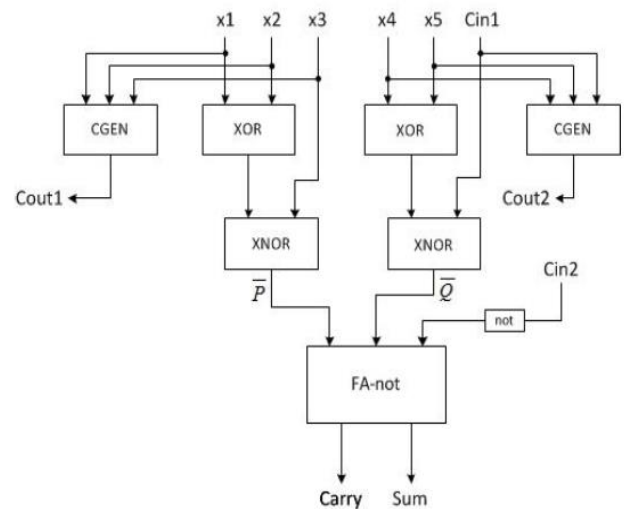 x1 x2 x3 x4 x5 Cin1
CGEN XOR XOR CGEN
Cout1 Cout2
XNOR XNOR
P̅ Q̅ Cin2
not
FA-not
Carry Sum